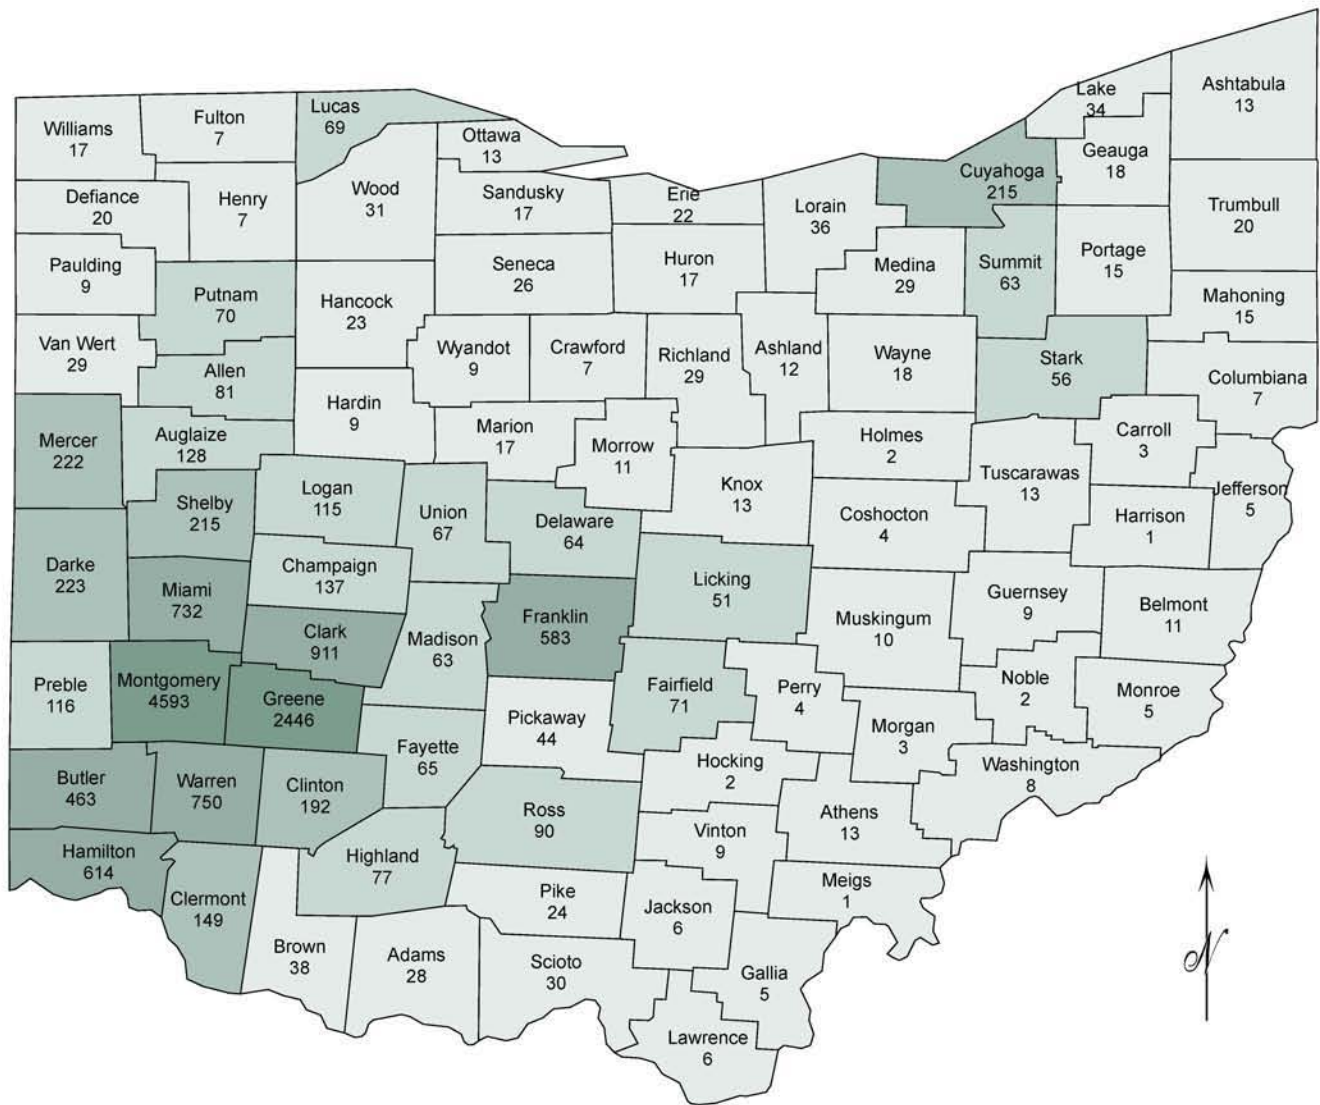 Williams
17
Fulton
7
Lucas
69
Ottawa
13
Lake
34
Ashtabula
13
Defiance
20
Henry
7
Wood
31
Sandusky
17
Erie
22
Lorain
36
Cuyahoga
215
Geauga
18
Trumbull
20
Paulding
9
Putnam
70
Hancock
23
Seneca
26
Huron
17
Medina
29
Summit
63
Portage
15
Mahoning
15
Van Wert
29
Allen
81
Wyandot
9
Crawford
7
Richland
29
Ashland
12
Wayne
18
Stark
56
Columbiana
7
Mercer
222
Auglaize
128
Hardin
9
Marion
17
Morrow
11
Holmes
2
Carroll
3
Shelby
215
Logan
115
Union
67
Delaware
64
Knox
13
Coshocton
4
Tuscarawas
13
Harrison
1
Jefferson
5
Darke
223
Miami
732
Champaign
137
Licking
51
Guernsey
9
Belmont
11
Clark
911
Madison
63
Franklin
583
Muskingum
10
Preble
116
Montgomery
4593
Greene
2446
Fairfield
71
Perry
4
Noble
2
Monroe
5
Pickaway
44
Morgan
3
Fayette
65
Hocking
2
Washington
8
Butler
463
Warren
750
Clinton
192
Ross
90
Vinton
9
Athens
13
Hamilton
614
Highland
77
Clermont
149
Pike
24
Jackson
6
Meigs
1
Brown
38
Adams
28
Scioto
30
Gallia
5
Lawrence
6
N